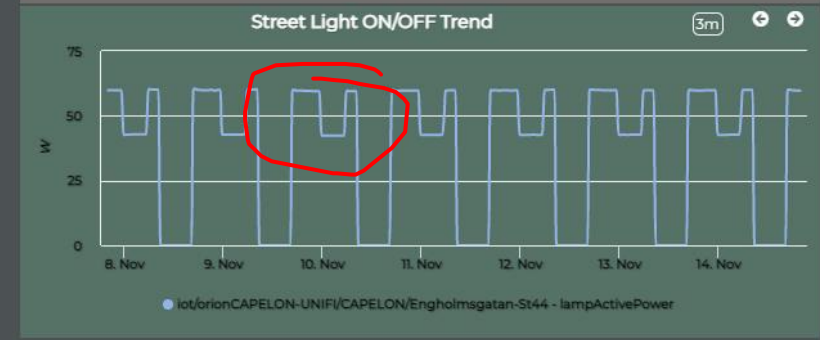 Street Light ON/OFF Trend
3m
75
50
25
0
W
8. Nov 9. Nov 10. Nov 11. Nov 12. Nov 13. Nov 14. Nov
iot/orionCAPELON-UNIFI/CAPELON/Engholmsgatan-St44 - lampActivePower